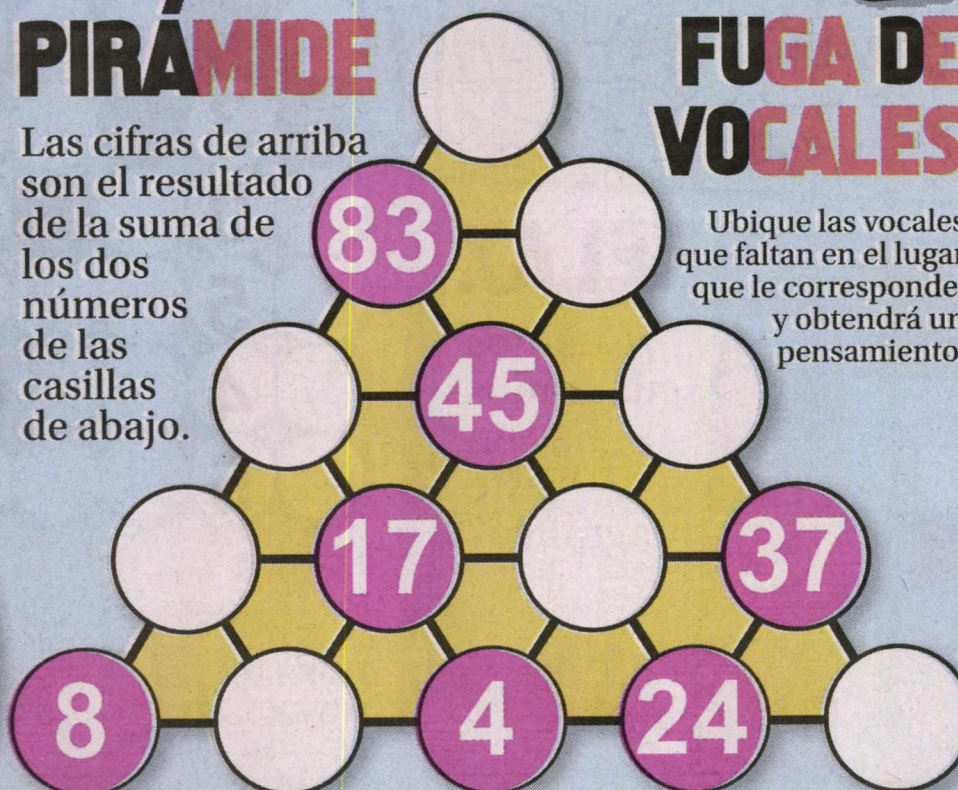 PIRÁMIDE
Las cifras de arriba
son el resultado
de la suma de
los dos
números
de las
casillas
de abajo.
83
45
17
37
8
4
24
FUGA DE
VOCALES
Ubique las vocales
que faltan en el lugar
que le corresponde
y obtendrá un
pensamiento